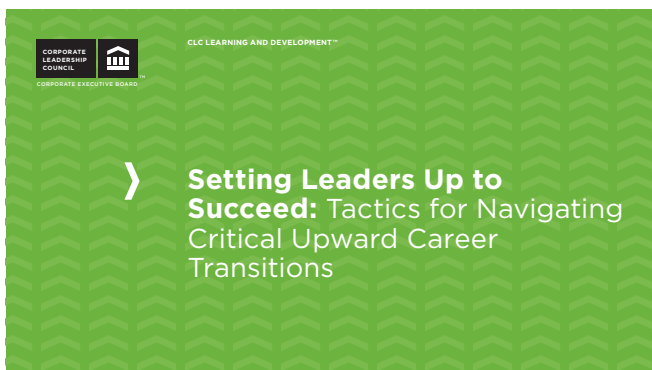 CORPORATE
LEADERSHIP
COUNCIL
™
CORPORATE EXECUTIVE BOARD
CLC LEARNING AND DEVELOPMENT™
Setting Leaders Up to
Succeed: Tactics for Navigating
Critical Upward Career
Transitions